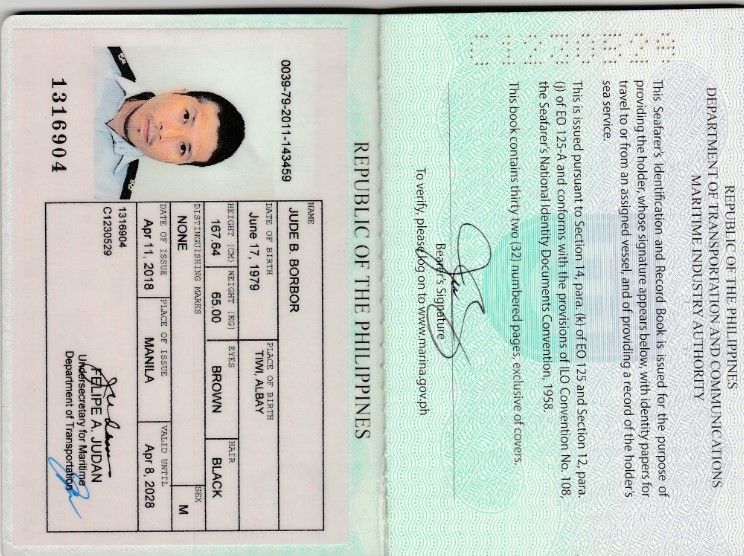 REPUBLIC OF THE PHILIPPINES
DEPARTMENT OF TRANSPORTATION AND COMMUNICATIONS
MARITIME INDUSTRY AUTHORITY
This Seafarer's Identification and Record Book is issued for the purpose of
providing the holder, whose signature appears below, with identity papers for
travel to or from an assigned vessel, and of providing a record of the holder's
sea service.
This is issued pursuant to Section 14, para. (k) of EO 125 and Section 12, para.
(j) of EO 125-A and conforms with the provisions of ILO Convention No. 108,
the Seafarer's National Identity Documents Convention, 1958.
This book contains thirty two (32) numbered pages, exclusive of covers.
Bearer's Signature
To verify, please log on to www.marina.gov.ph
REPUBLIC OF THE PHILIPPINES
0039-79-2011-143459
1316904
NAME
JUDE B. BORBOR
DATE OF BIRTH PLACE OF BIRTH
June 17, 1979 TIWI, ALBAY
HEIGHT (CM) WEIGHT (KG) EYES HAIR
167.64 65.00 BROWN BLACK
DISTINGUISHING MARKS SEX
NONE M
DATE OF ISSUE PLACE OF ISSUE VALID UNTIL
Apr 11, 2018 MANILA Apr 8, 2028
1316904
C1230529
FELIPE A. JUDAN
Undersecretary for Maritime
Department of Transportation